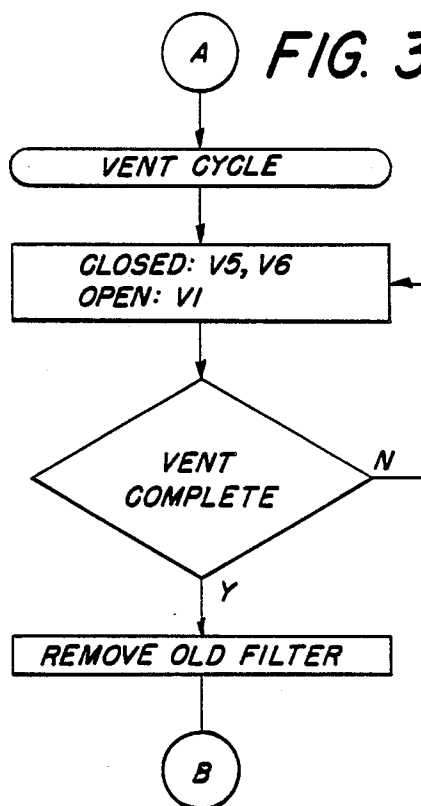 A
FIG. 3
VENT CYCLE
CLOSED: V5, V6
OPEN: V1
VENT
COMPLETE
N
Y
REMOVE OLD FILTER
B